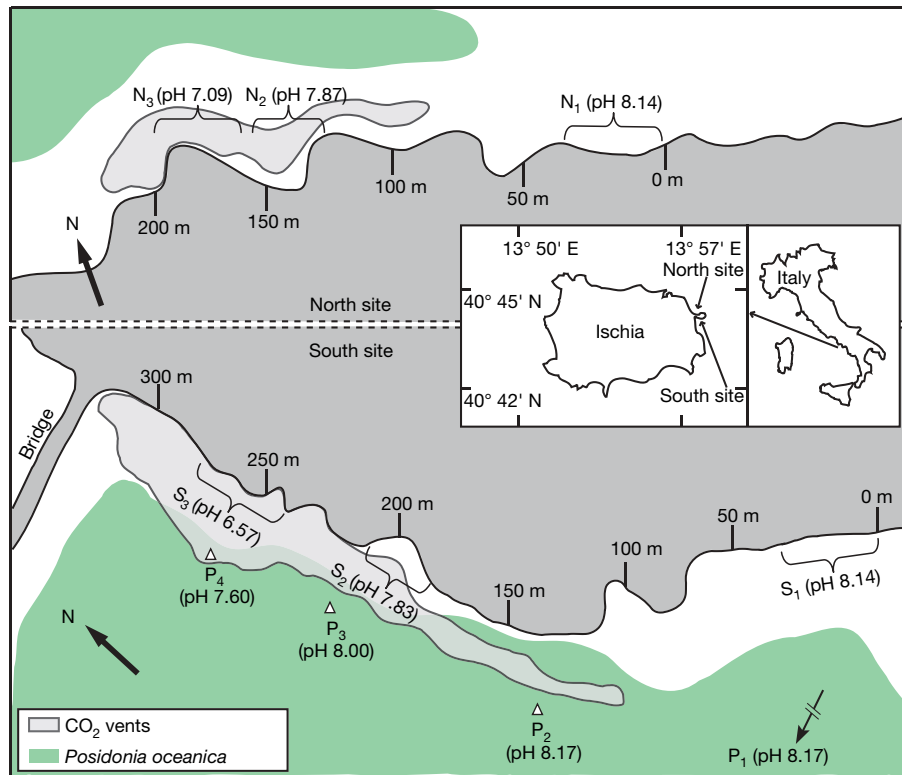 N₃ (pH 7.09)
N₂ (pH 7.87)
N₁ (pH 8.14)
100 m
0 m
50 m
150 m
200 m
N
North site
South site
13° 50' E
13° 57' E
North site
40° 45' N
Italy
Ischia
South site
40° 42' N
300 m
Bridge
250 m
S₃ (pH 6.57)
200 m
0 m
50 m
100 m
S₂ (pH 7.83)
S₁ (pH 8.14)
150 m
P₄
(pH 7.60)
N
P₃
(pH 8.00)
P₂
(pH 8.17)
P₁ (pH 8.17)
CO₂ vents
Posidonia oceanica